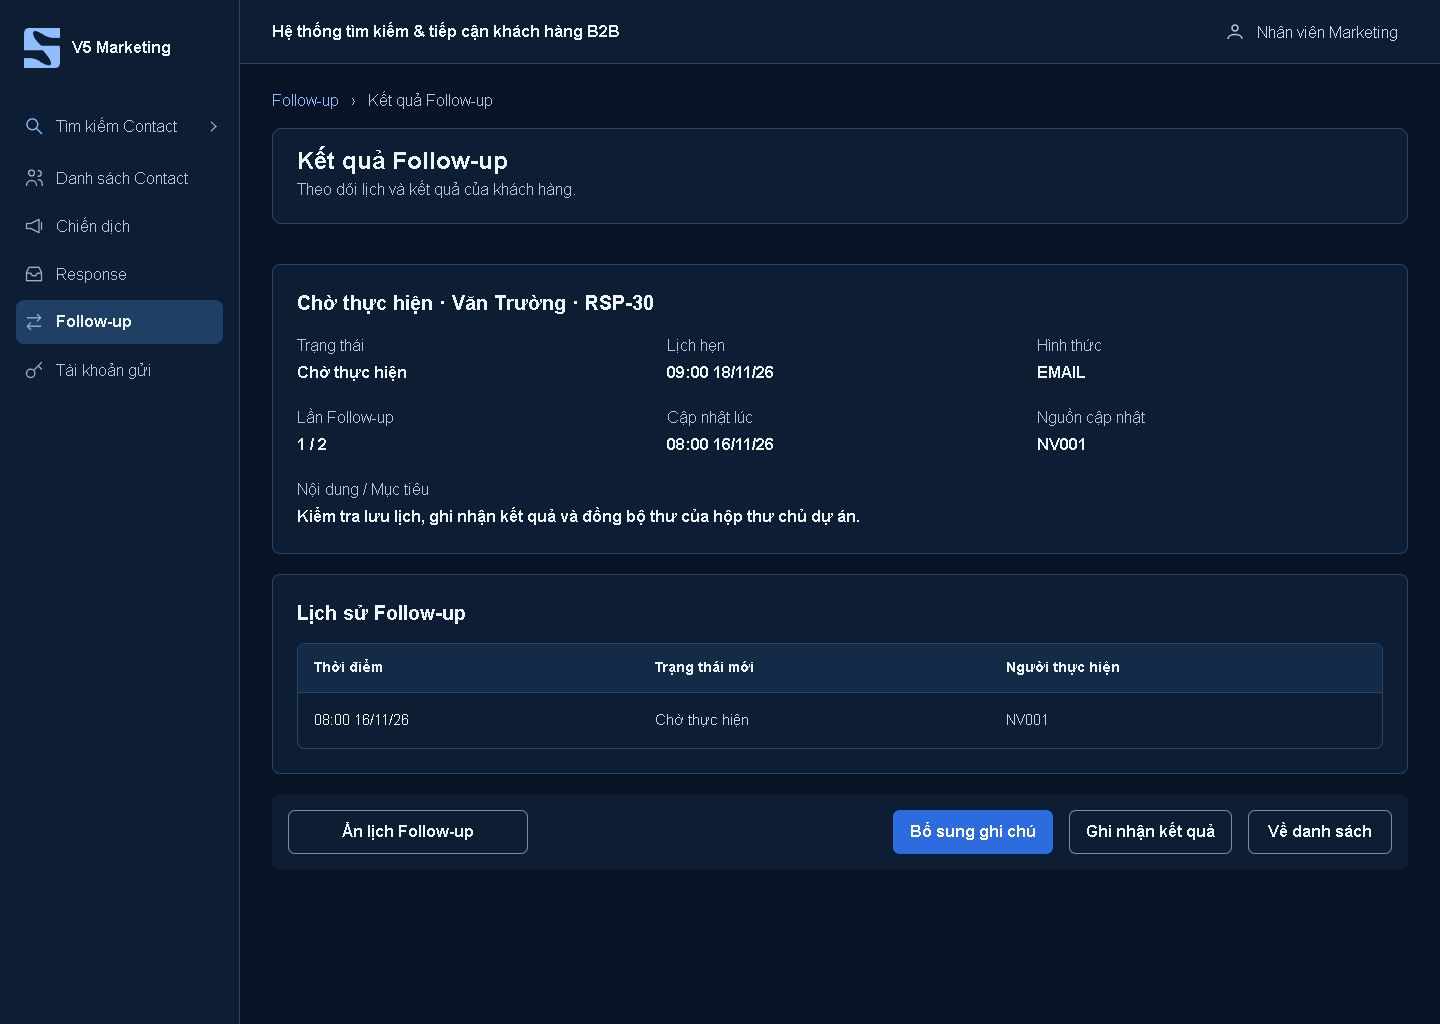 V5 Marketing
Hệ thống tìm kiếm & tiếp cận khách hàng B2B
Nhân viên Marketing
Tìm kiếm Contact
Danh sách Contact
Chiến dịch
Response
Follow-up
Tài khoản gửi
Follow-up › Kết quả Follow-up
Kết quả Follow-up
Theo dõi lịch và kết quả của khách hàng.
Chờ thực hiện · Văn Trường · RSP-30
Trạng thái
Chờ thực hiện
Lịch hẹn
09:00 18/11/26
Hình thức
EMAIL
Lần Follow-up
1 / 2
Cập nhật lúc
08:00 16/11/26
Nguồn cập nhật
NV001
Nội dung / Mục tiêu
Kiểm tra lưu lịch, ghi nhận kết quả và đồng bộ thư của hộp thư chủ dự án.
Lịch sử Follow-up
Thời điểm Trạng thái mới Người thực hiện
08:00 16/11/26 Chờ thực hiện NV001
Ẩn lịch Follow-up
Bổ sung ghi chú
Ghi nhận kết quả
Về danh sách